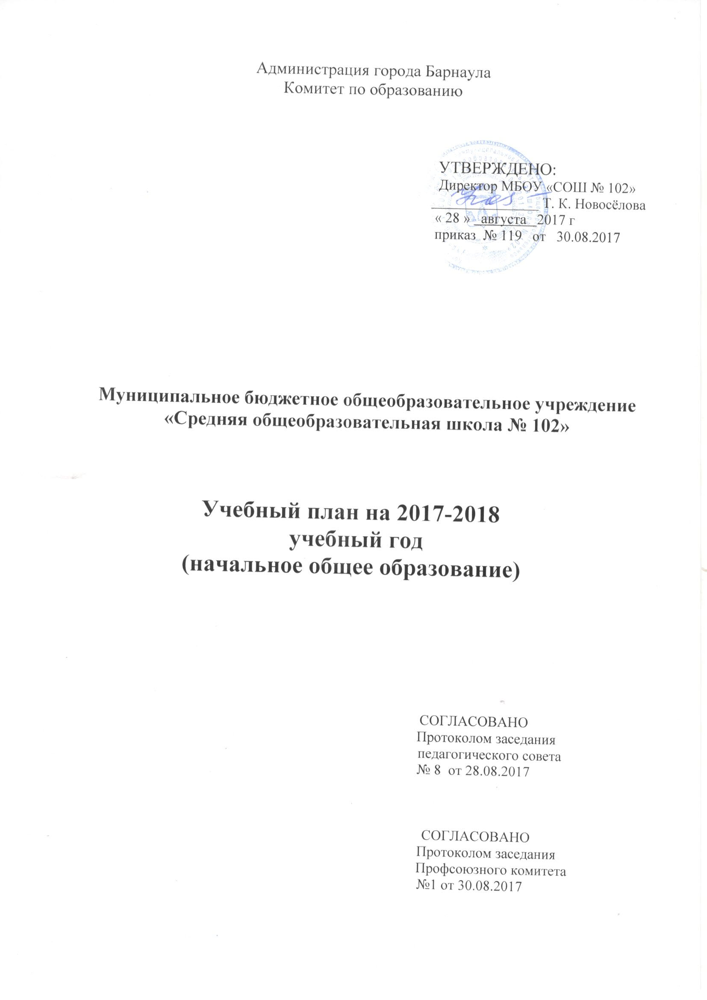 Администрация города Барнаула
Комитет по образованию
УТВЕРЖДЕНО:
Директор МБОУ «СОШ № 102»
Т. К. Новосёлова
« 28 » августа 2017 г
приказ № 119 от 30.08.2017
Муниципальное бюджетное общеобразовательное учреждение
«Средняя общеобразовательная школа № 102»
Учебный план на 2017-2018
учебный год
(начальное общее образование)
СОГЛАСОВАНО
Протоколом заседания
педагогического совета
№ 8 от 28.08.2017
СОГЛАСОВАНО
Протоколом заседания
Профсоюзного комитета
№1 от 30.08.2017